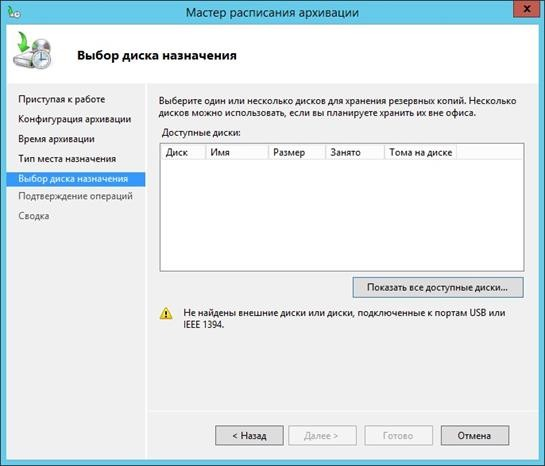 Мастер расписания архивации
Выбор диска назначения
Приступая к работе
Конфигурация архивации
Время архивации
Тип места назначения
Выбор диска назначения
Подтверждение операций
Сводка
Выберите один или несколько дисков для хранения резервных копий. Несколько
дисков можно использовать, если вы планируете хранить их вне офиса.
Доступные диски:
Диск Имя Размер Занято Тома на диске
Показать все доступные диски...
Не найдены внешние диски или диски, подключенные к портам USB или
IEEE 1394.
< Назад Далее > Готово Отмена